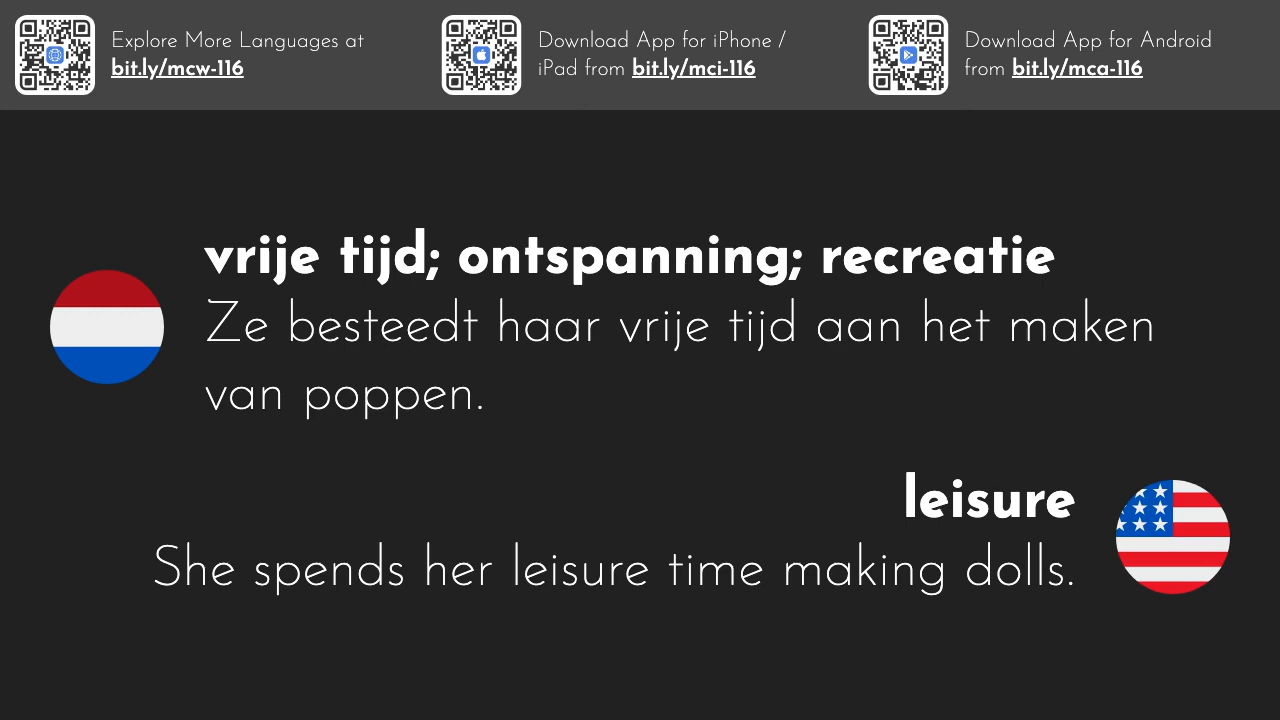 Explore More Languages at
bit.ly/mcw-116
Download App for iPhone /
iPad from bit.ly/mci-116
Download App for Android
from bit.ly/mca-116
vrije tijd; ontspanning; recreatie
Ze besteedt haar vrije tijd aan het maken
van poppen.
leisure
She spends her leisure time making dolls.